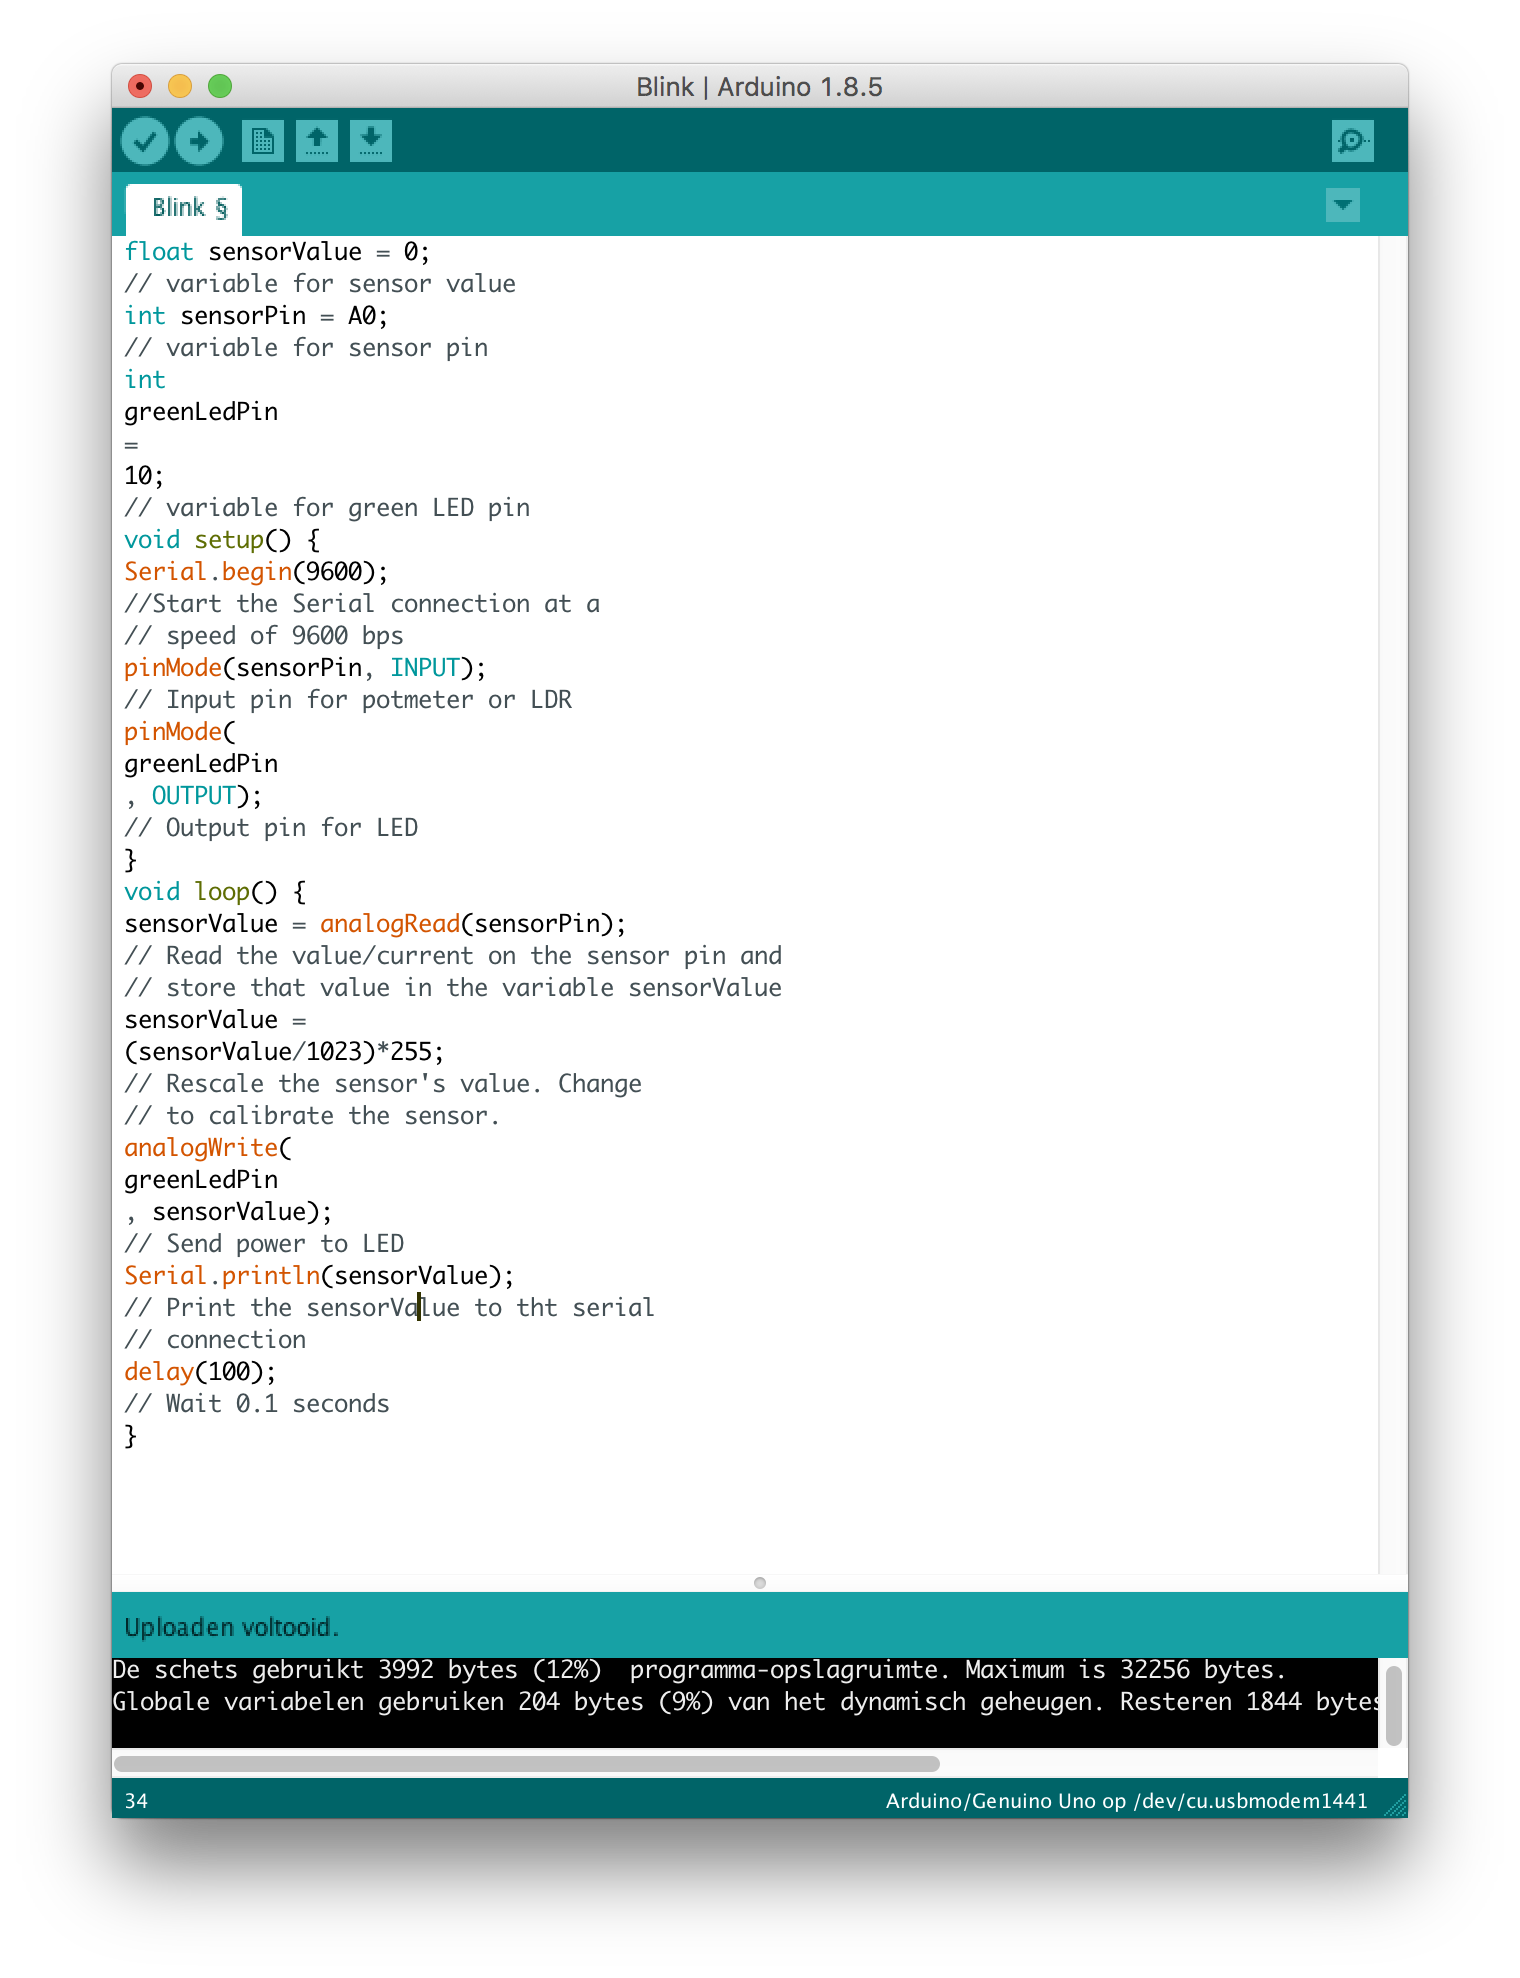 Blink | Arduino 1.8.5
Blink §
float sensorValue = 0;
// variable for sensor value
int sensorPin = A0;
// variable for sensor pin
int
greenLedPin
=
10;
// variable for green LED pin
void setup() {
Serial.begin(9600);
//Start the Serial connection at a
// speed of 9600 bps
pinMode(sensorPin, INPUT);
// Input pin for potmeter or LDR
pinMode(
greenLedPin
, OUTPUT);
// Output pin for LED
}
void loop() {
sensorValue = analogRead(sensorPin);
// Read the value/current on the sensor pin and
// store that value in the variable sensorValue
sensorValue =
(sensorValue/1023)*255;
// Rescale the sensor's value. Change
// to calibrate the sensor.
analogWrite(
greenLedPin
, sensorValue);
// Send power to LED
Serial.println(sensorValue);
// Print the sensorValue to tht serial
// connection
delay(100);
// Wait 0.1 seconds
}
Uploaden voltooid.
De schets gebruikt 3992 bytes (12%)  programma-opslagruimte. Maximum is 32256 bytes.
Globale variabelen gebruiken 204 bytes (9%) van het dynamisch geheugen. Resteren 1844 bytes
34
Arduino/Genuino Uno op /dev/cu.usbmodem1441